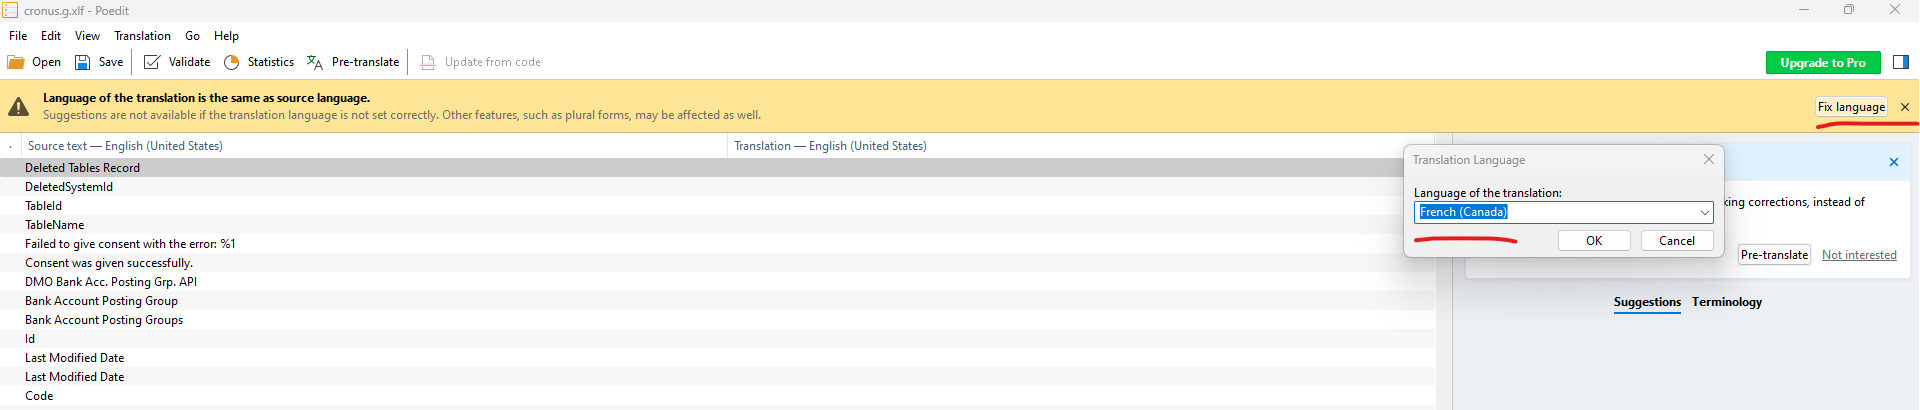 cronus.g.xlf - Poedit
File Edit View Translation Go Help
Open Save Validate Statistics Pre-translate Update from code Upgrade to Pro
Language of the translation is the same as source language.
Suggestions are not available if the translation language is not set correctly. Other features, such as plural forms, may be affected as well.
Fix language
Source text — English (United States) Translation — English (United States)
Deleted Tables Record
DeletedSystemId
TableId
TableName
Failed to give consent with the error: %1
Consent was given successfully.
DMO Bank Acc. Posting Grp. API
Bank Account Posting Group
Bank Account Posting Groups
Id
Last Modified Date
Last Modified Date
Code
Translation Language
Language of the translation:
French (Canada)
OK Cancel
king corrections, instead of
Pre-translate Not interested
Suggestions Terminology